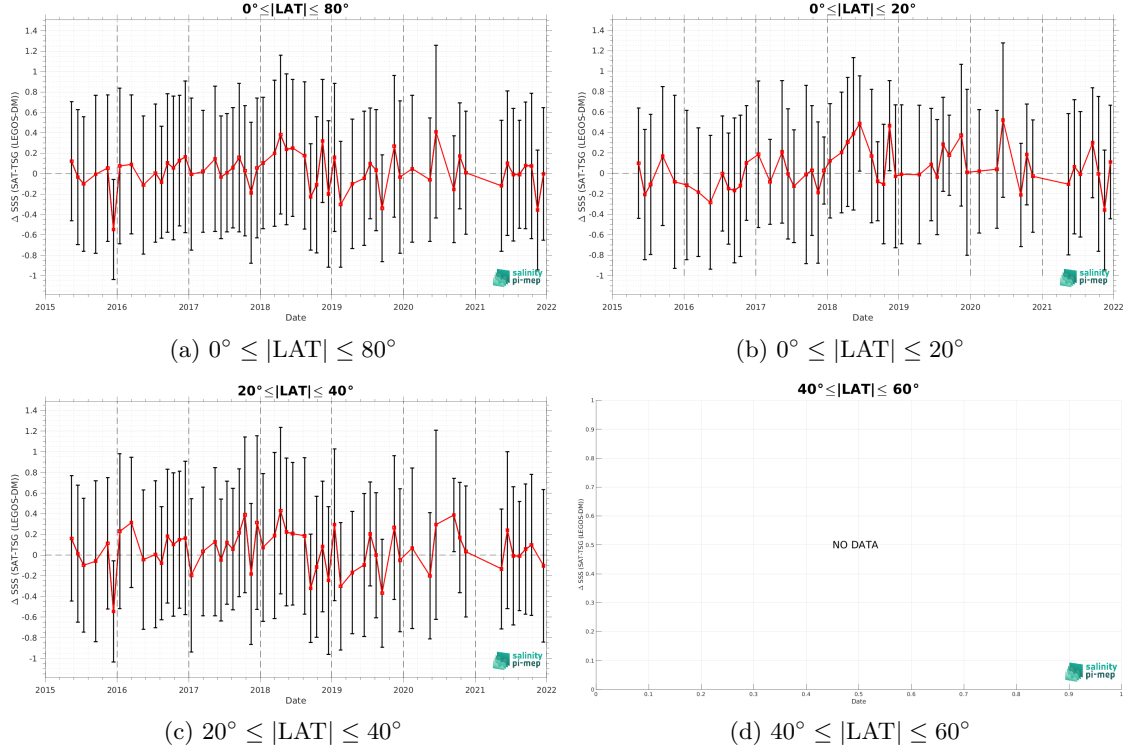 0°≤|LAT|≤ 80°
Δ SSS (SAT-TSG (LEGOS-DM))
1.4
1.2
1
0.8
0.6
0.4
0.2
0
-0.2
-0.4
-0.6
-0.8
-1
2015 2016 2017 2018 2019 2020 2021 2022
Date
salinity
pi-mep
(a) 0° ≤ |LAT| ≤ 80°
0°≤|LAT|≤ 20°
Δ SSS (SAT-TSG (LEGOS-DM))
1.4
1.2
1
0.8
0.6
0.4
0.2
0
-0.2
-0.4
-0.6
-0.8
-1
2015 2016 2017 2018 2019 2020 2021 2022
Date
salinity
pi-mep
(b) 0° ≤ |LAT| ≤ 20°
20°≤|LAT|≤ 40°
Δ SSS (SAT-TSG (LEGOS-DM))
1.4
1.2
1
0.8
0.6
0.4
0.2
0
-0.2
-0.4
-0.6
-0.8
-1
2015 2016 2017 2018 2019 2020 2021 2022
Date
salinity
pi-mep
(c) 20° ≤ |LAT| ≤ 40°
40°≤|LAT|≤ 60°
Δ SSS (SAT-TSG (LEGOS-DM))
1
0.9
0.8
0.7
0.6
0.5
0.4
0.3
0.2
0.1
0
NO DATA
0 0.1 0.2 0.3 0.4 0.5 0.6 0.7 0.8 0.9 1
Date
salinity
pi-mep
(d) 40° ≤ |LAT| ≤ 60°